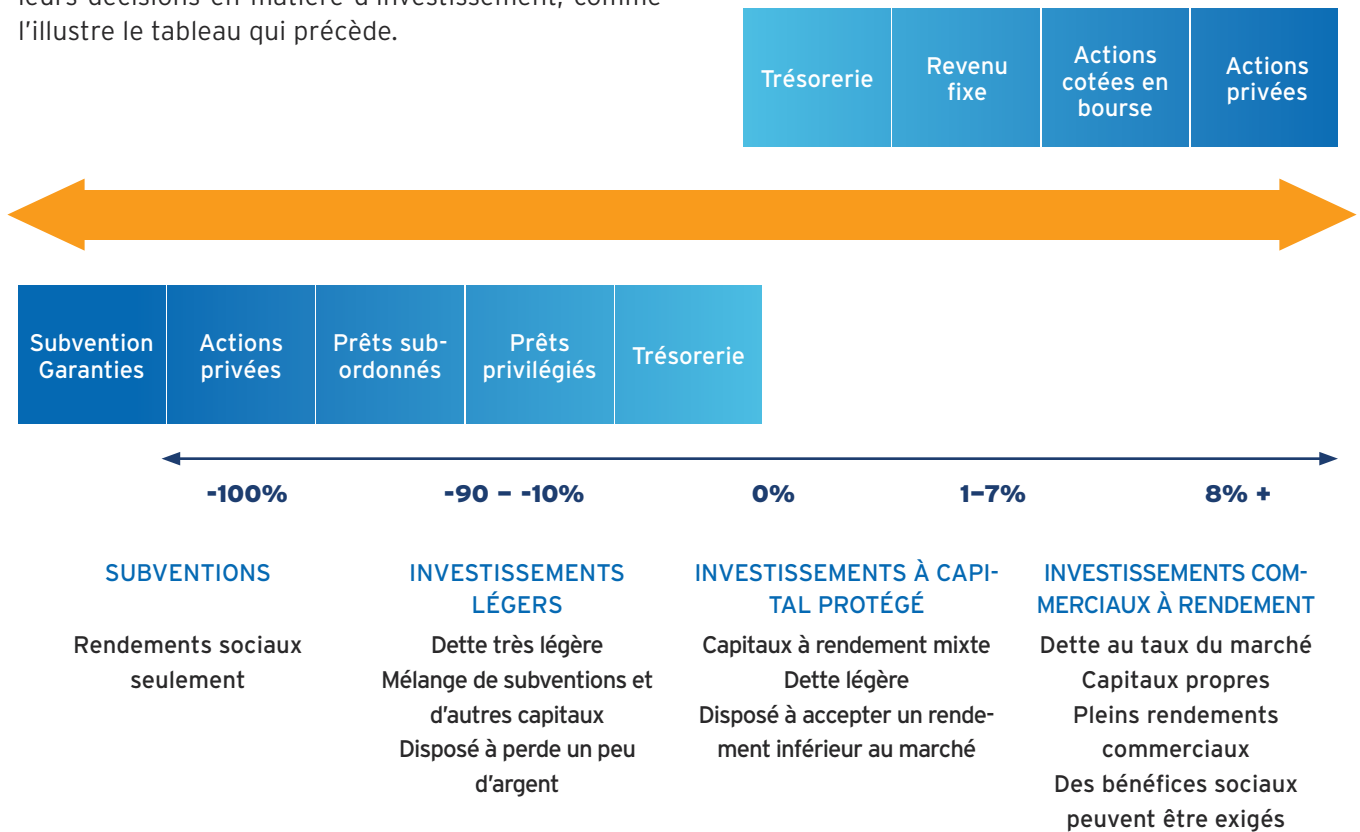 l'illustre le tableau qui précède.
Trésorerie
Revenu
fixe
Actions
cotées en
bourse
Actions
privées
Subvention
Garanties
Actions
privées
Prêts sub-
ordonnés
Prêts
privilégiés
Trésorerie
-100%
-90 – -10%
0%
1–7%
8% +
SUBVENTIONS
Rendements sociaux
seulement
INVESTISSEMENTS
LÉGERS
Dette très légère
Mélange de subventions et
d'autres capitaux
Disposé à perde un peu
d'argent
INVESTISSEMENTS À CAPI-
TAL PROTÉGÉ
Capitaux à rendement mixte
Dette légère
Disposé à accepter un rende-
ment inférieur au marché
INVESTISSEMENTS COM-
MERCIAUX À RENDEMENT
Dette au taux du marché
Capitaux propres
Pleins rendements
commerciaux
Des bénéfices sociaux
peuvent être exigés